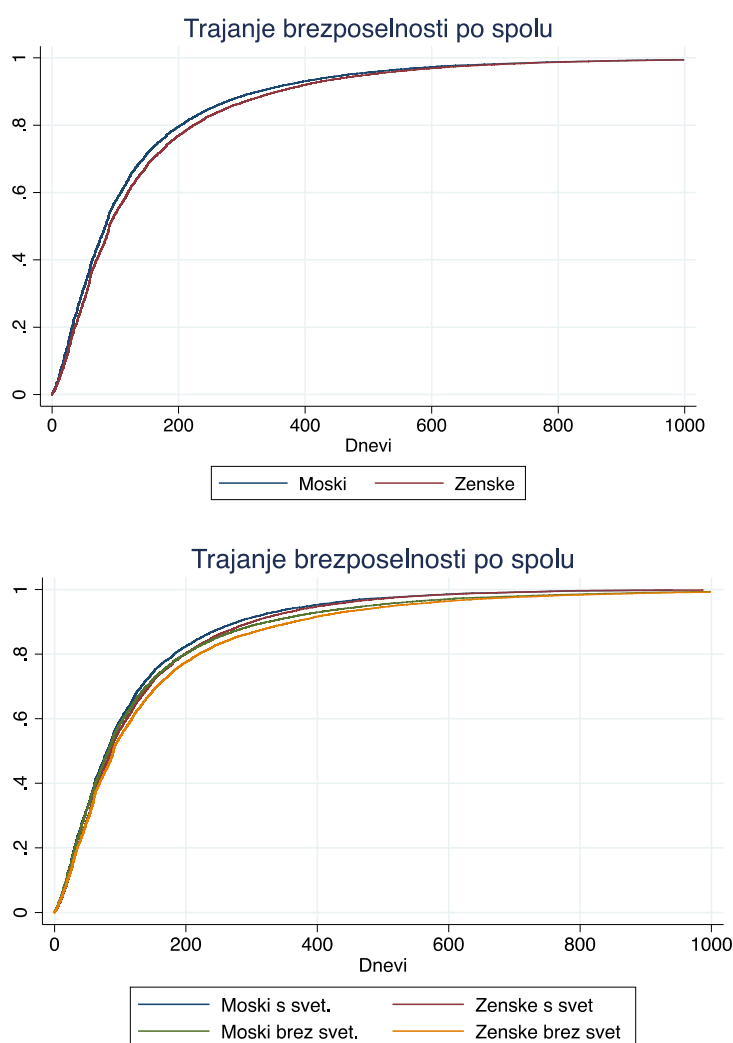 Trajanje brezposelnosti po spolu
1
.8
.6
.4
.2
0
0 200 400 600 800 1000
Dnevi
Moski Zenske
Trajanje brezposelnosti po spolu
1
.8
.6
.4
.2
0
0 200 400 600 800 1000
Dnevi
Moski s svet. Zenske s svet
Moski brez svet. Zenske brez svet